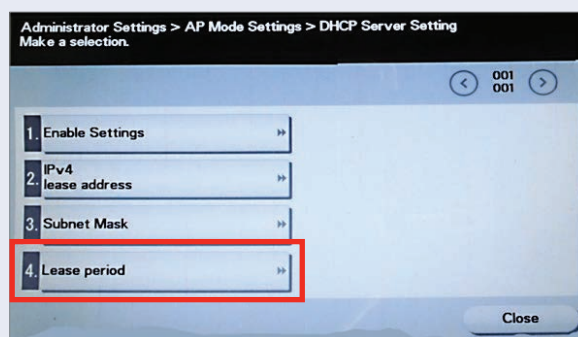 Administrator Settings > AP Mode Settings > DHCP Server Setting
Make a selection.
001
001
1. Enable Settings
2. IPv4
lease address
3. Subnet Mask
4. Lease period
Close